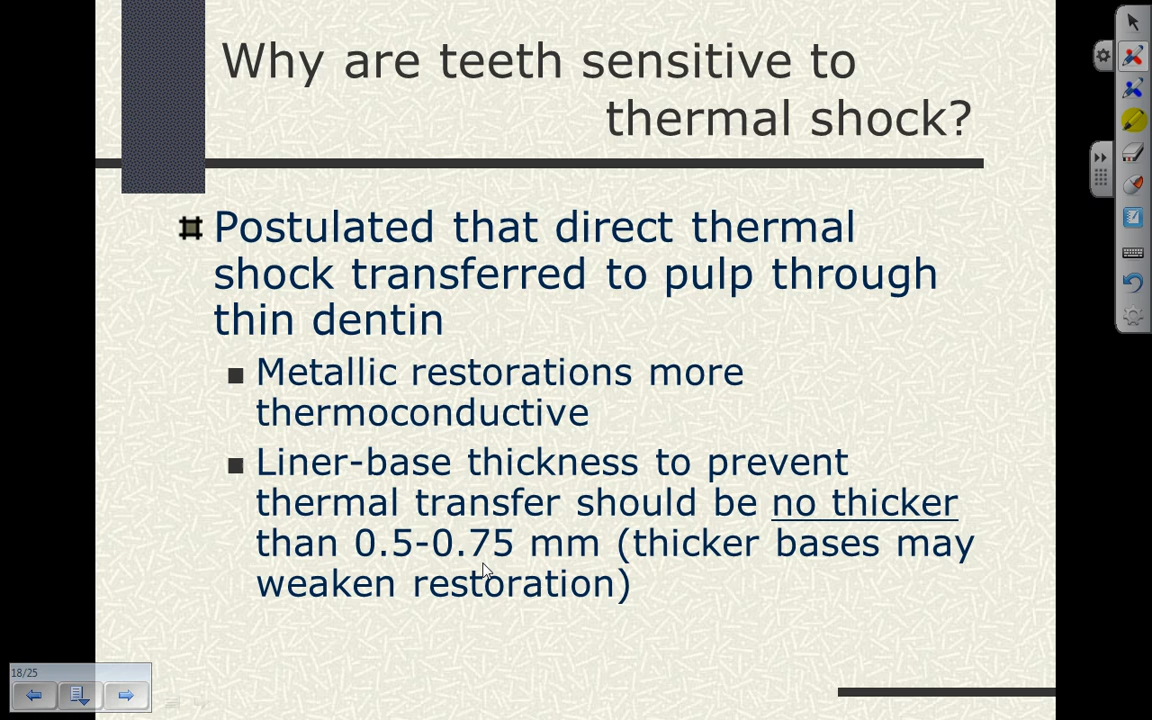 Why are teeth sensitive to
thermal shock?
Postulated that direct thermal
shock transferred to pulp through
thin dentin
Metallic restorations more
thermoconductive
Liner-base thickness to prevent
thermal transfer should be no thicker
than 0.5-0.75 mm (thicker bases may
weaken restoration)
18/25